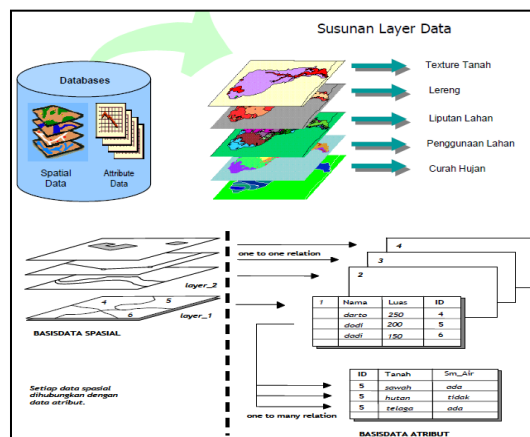 Susunan Layer Data
Databases
Spatial
Data
Attribute
Data
Texture Tanah
Lereng
Liputan Lahan
Penggunaan Lahan
Curah Hujan
layer_2
4 5
6
layer_1
BASISDATA SPASIAL
Setiap data spasial
dihubungkan dengan
data atribut.
one to one relation
4
3
2
1 Nama Luas ID
darto 250 4
dodi 200 5
dadi 150 6
ID Tanah Sm_Air
5 sawah ada
5 hutan tidak
5 telaga ada
one to many relation
BASISDATA ATRIBUT